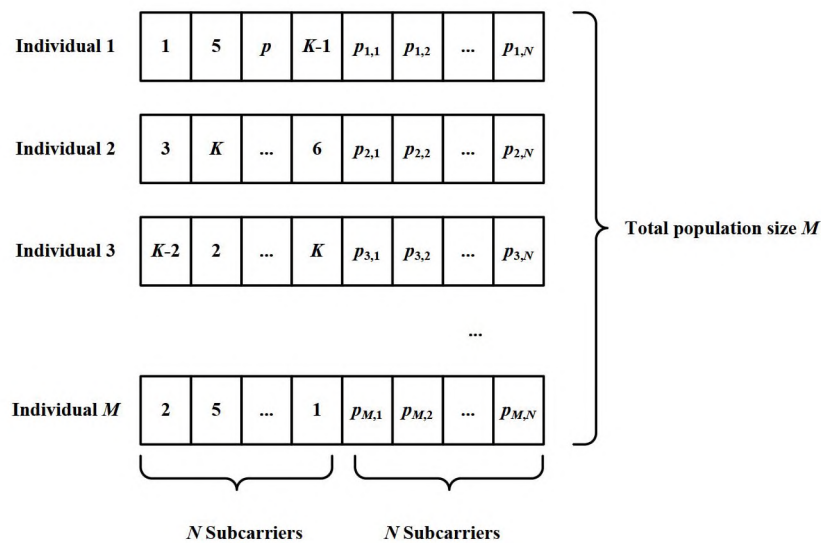 Individual 1 1 5 p K-1 p1,1 p1,2 ... p1,N
Individual 2 3 K ... 6 p2,1 p2,2 ... p2,N
Total population size M
Individual 3 K-2 2 ... K p3,1 p3,2 ... p3,N
...
Individual M 2 5 ... 1 pM,1 pM,2 ... pM,N
N Subcarriers N Subcarriers